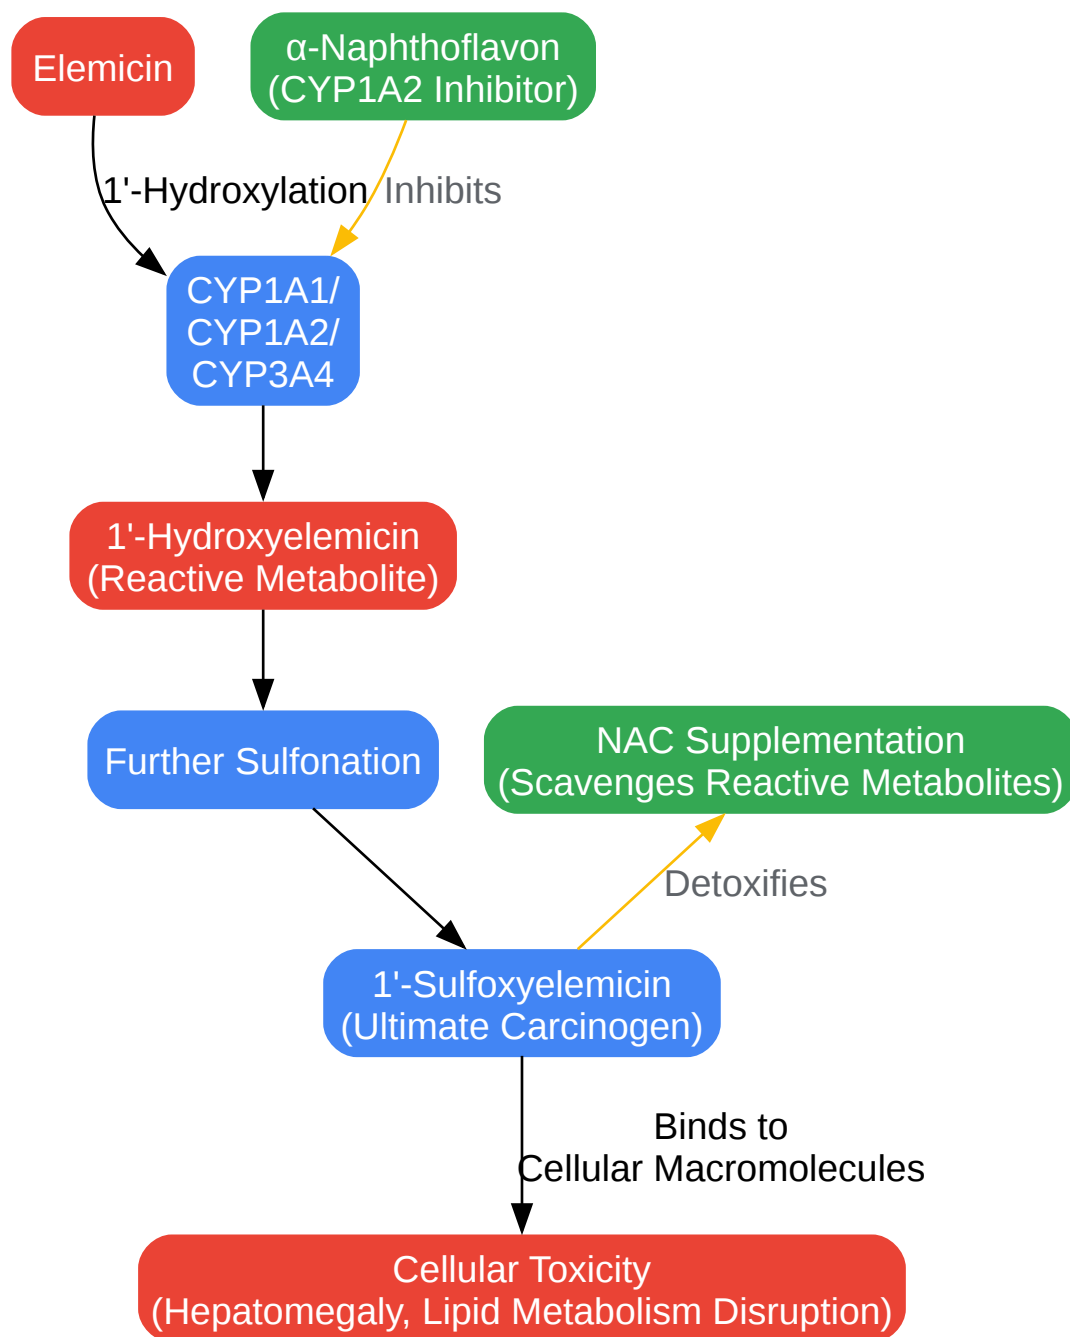 Elemicin
α-Naphthoflavon
(CYP1A2 Inhibitor)
1'-Hydroxylation
Inhibits
CYP1A1/
CYP1A2/
CYP3A4
1'-Hydroxyelemicin
(Reactive Metabolite)
Further Sulfonation
NAC Supplementation
(Scavenges Reactive Metabolites)
Detoxifies
1'-Sulfoxyelemicin
(Ultimate Carcinogen)
Binds to
Cellular Macromolecules
Cellular Toxicity
(Hepatomegaly, Lipid Metabolism Disruption)